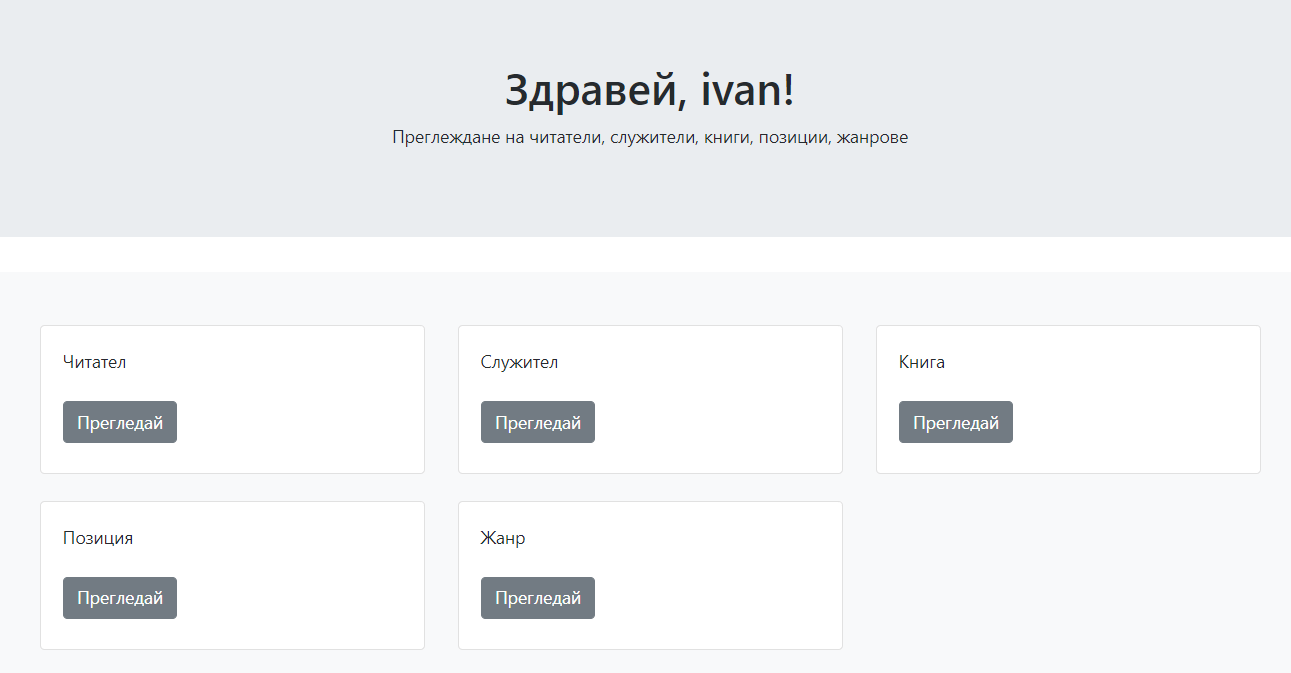 Здравей, ivan!
Преглеждане на читатели, служители, книги, позиции, жанрове
Читател
Прегледай
Служител
Прегледай
Книга
Прегледай
Позиция
Прегледай
Жанр
Прегледай